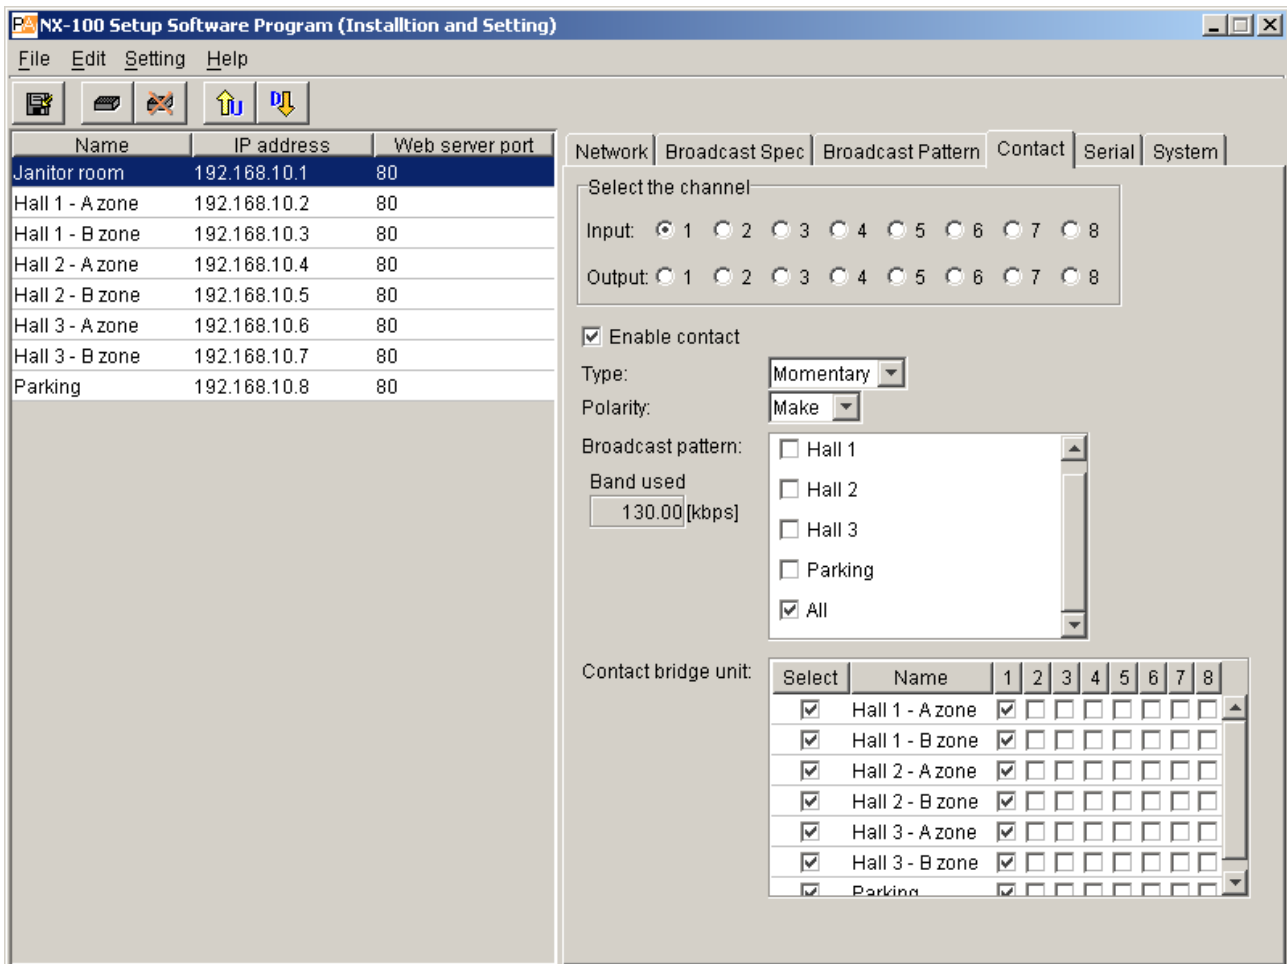 PA NX-100 Setup Software Program (Installtion and Setting)
File Edit Setting Help
U D
Name IP address Web server port
Janitor room 192.168.10.1 80
Hall 1 - A zone 192.168.10.2 80
Hall 1 - B zone 192.168.10.3 80
Hall 2 - A zone 192.168.10.4 80
Hall 2 - B zone 192.168.10.5 80
Hall 3 - A zone 192.168.10.6 80
Hall 3 - B zone 192.168.10.7 80
Parking 192.168.10.8 80
Network Broadcast Spec Broadcast Pattern Contact Serial System
Select the channel
Input: 1 2 3 4 5 6 7 8
Output: 1 2 3 4 5 6 7 8
Enable contact
Type: Momentary
Polarity: Make
Broadcast pattern:
Band used
130.00 [kbps]
Hall 1
Hall 2
Hall 3
Parking
All
Contact bridge unit:
Select Name 1 2 3 4 5 6 7 8
Hall 1 - A zone
Hall 1 - B zone
Hall 2 - A zone
Hall 2 - B zone
Hall 3 - A zone
Hall 3 - B zone
Parking